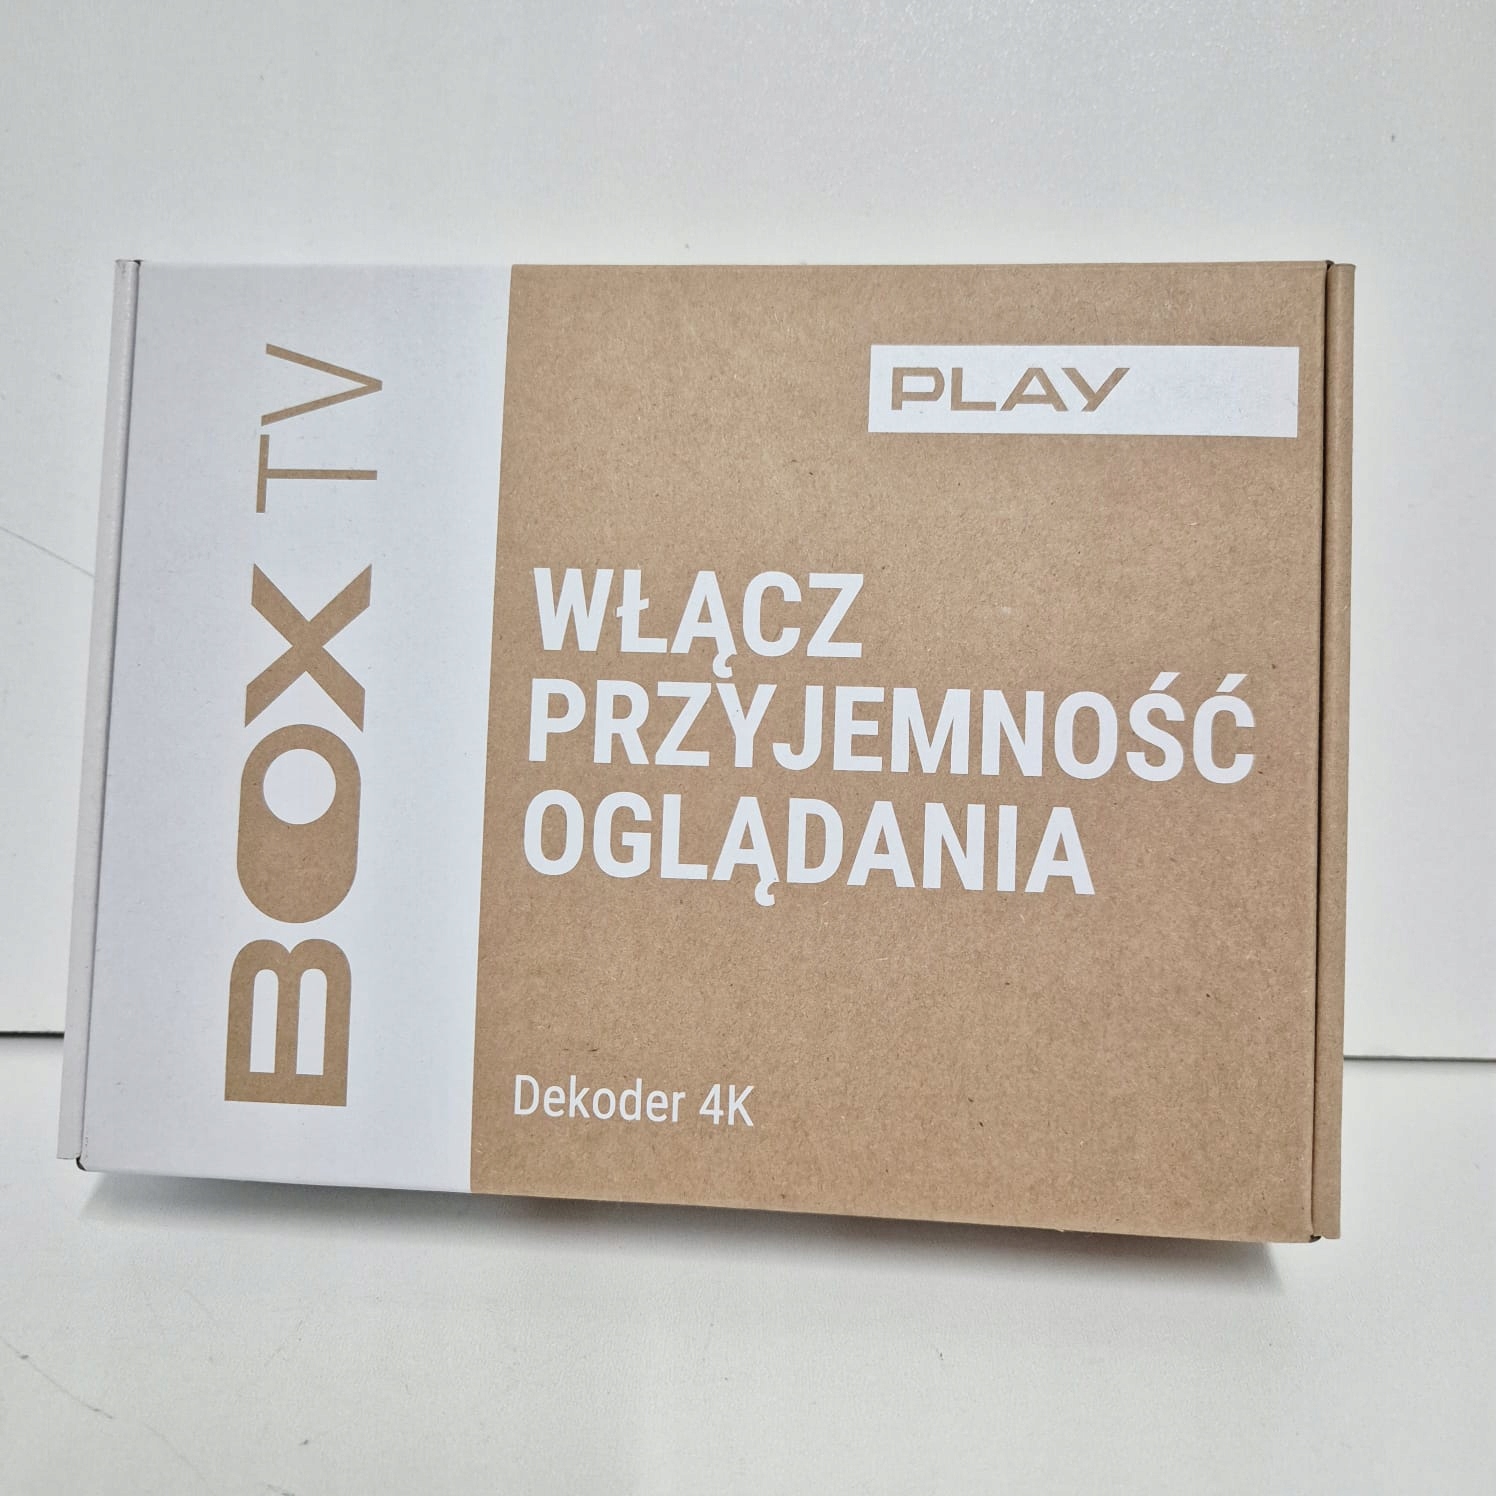 BOX TV
PLAY
WŁĄCZ
PRZYJEMNOŚĆ
OGLĄDANIA
Dekoder 4K